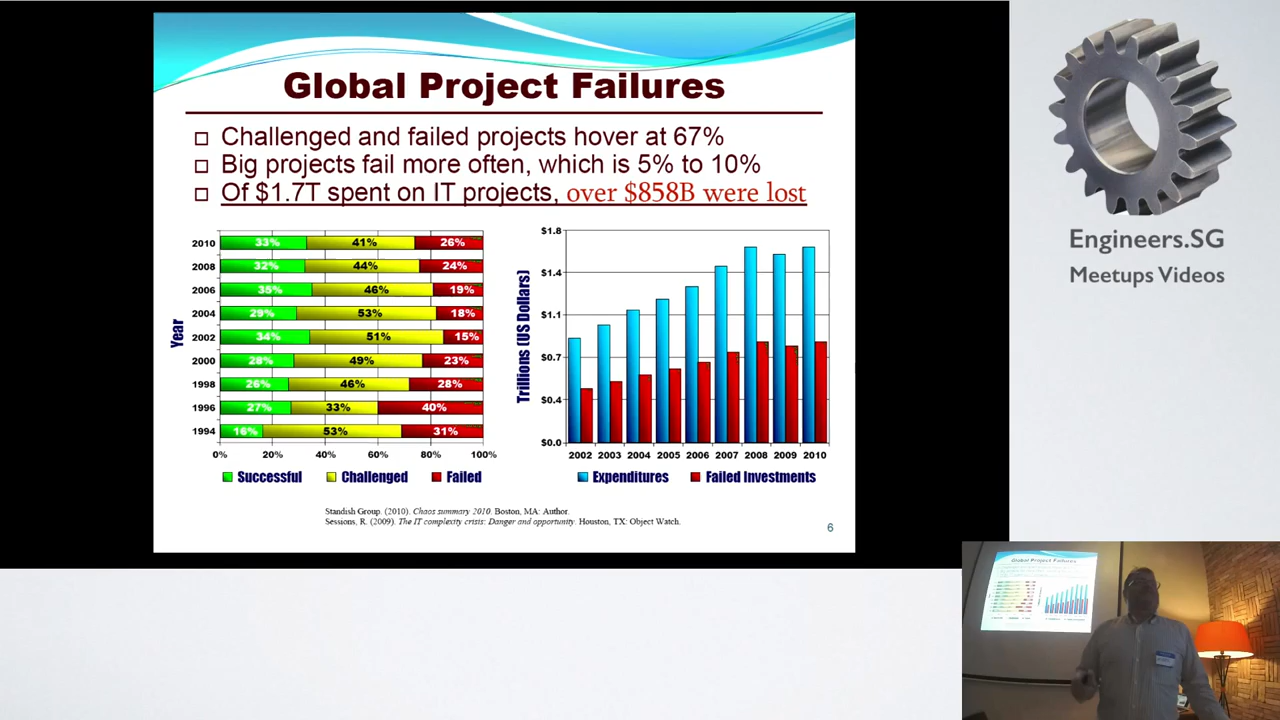 Global Project Failures
Challenged and failed projects hover at 67%
Big projects fail more often, which is 5% to 10%
Of $1.7T spent on IT projects, over $858B were lost
Year
2010 33% 41% 26%
2008 32% 44% 24%
2006 35% 46% 19%
2004 29% 53% 18%
2002 34% 51% 15%
2000 28% 49% 23%
1998 26% 46% 28%
1996 27% 33% 40%
1994 16% 53% 31%
0% 20% 40% 60% 80% 100%
Successful Challenged Failed
Trillions (US Dollars)
$1.8
$1.4
$1.1
$0.7
$0.4
$0.0
2002 2003 2004 2005 2006 2007 2008 2009 2010
Expenditures Failed Investments
Standish Group. (2010). Chaos summary 2010. Boston, MA: Author.
Sessions, R. (2009). The IT complexity crisis: Danger and opportunity. Houston, TX: Object Watch.
6
Engineers.SG
Meetups Videos
Global Project Failures